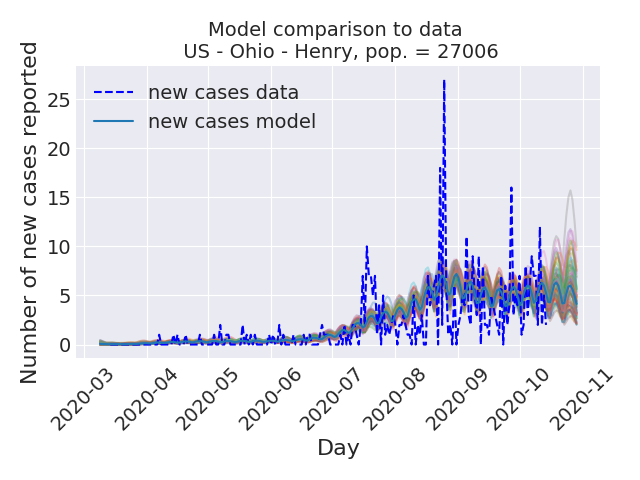 Model comparison to data
US - Ohio - Henry, pop. = 27006
Number of new cases reported
25
20
15
10
5
0
new cases data
new cases model
2020-03
2020-04
2020-05
2020-06
2020-07
2020-08
2020-09
2020-10
2020-11
Day